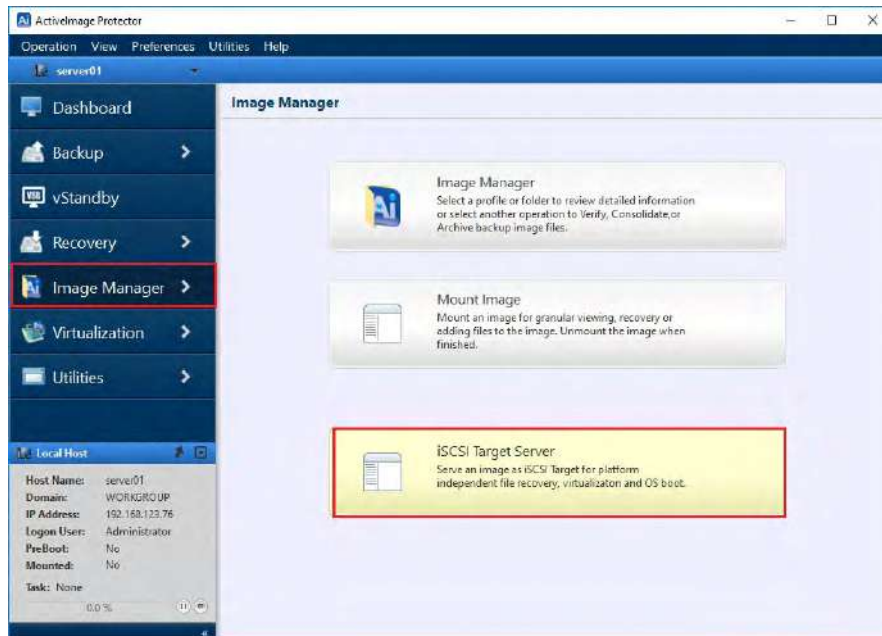 ActiveImage Protector
Operation View Preferences Utilities Help
server01
Dashboard
Image Manager
Backup
vStandby
Recovery
Image Manager
Virtualization
Utilities
Image Manager
Select a profile or folder to review detailed information
or select another operation to Verify, Consolidate,or
Archive backup image files.
Mount Image
Mount an image for granular viewing, recovery or
adding files to the image. Unmount the image when
finished.
iSCSI Target Server
Serve an image as iSCSI Target for platform
independent file recovery, virtualizaton and OS boot.
Local Host
Host Name: server01
Domain: WORKGROUP
IP Address: 192.168.123.76
Logon User: Administrator
PreBoot: No
Mounted: No
Task: None
0.0 %